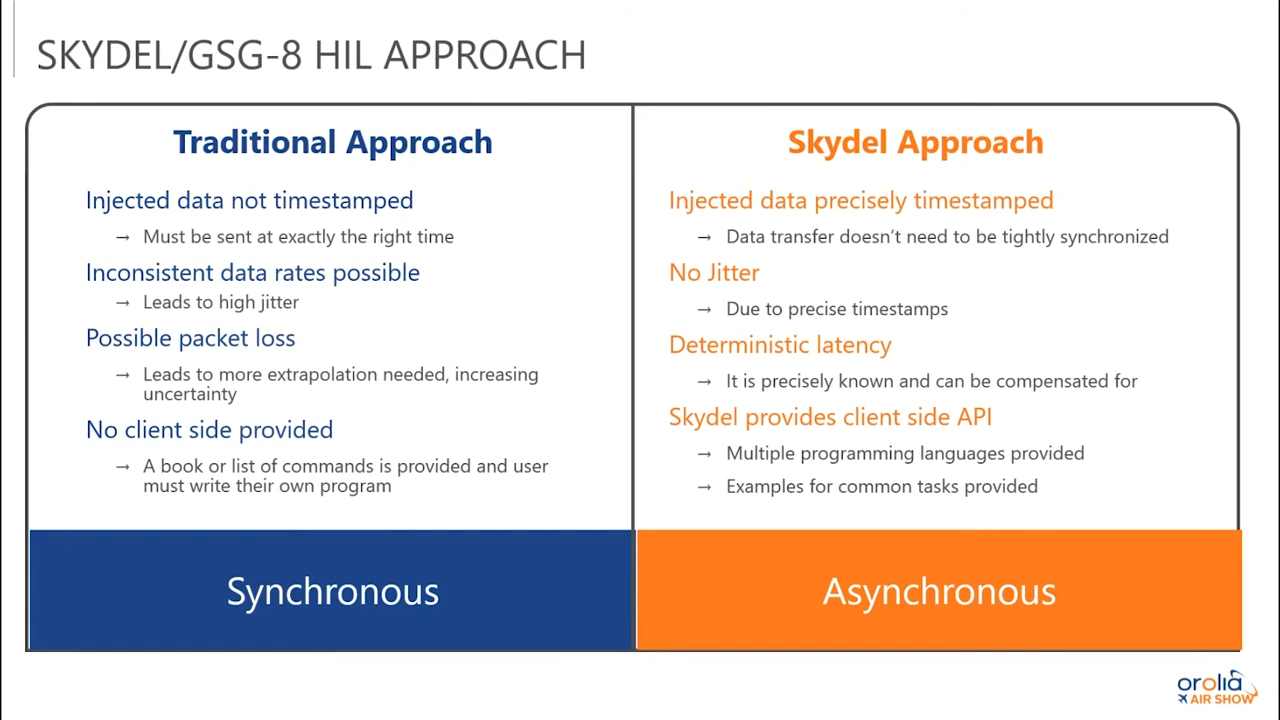 SKYDEL/GSG-8 HIL APPROACH
Traditional Approach
Injected data not timestamped
→ Must be sent at exactly the right time
Inconsistent data rates possible
→ Leads to high jitter
Possible packet loss
→ Leads to more extrapolation needed, increasing
uncertainty
No client side provided
→ A book or list of commands is provided and user
must write their own program
Synchronous
Skydel Approach
Injected data precisely timestamped
→ Data transfer doesn't need to be tightly synchronized
No Jitter
→ Due to precise timestamps
Deterministic latency
→ It is precisely known and can be compensated for
Skydel provides client side API
→ Multiple programming languages provided
→ Examples for common tasks provided
Asynchronous
orolia
AIR SHOW